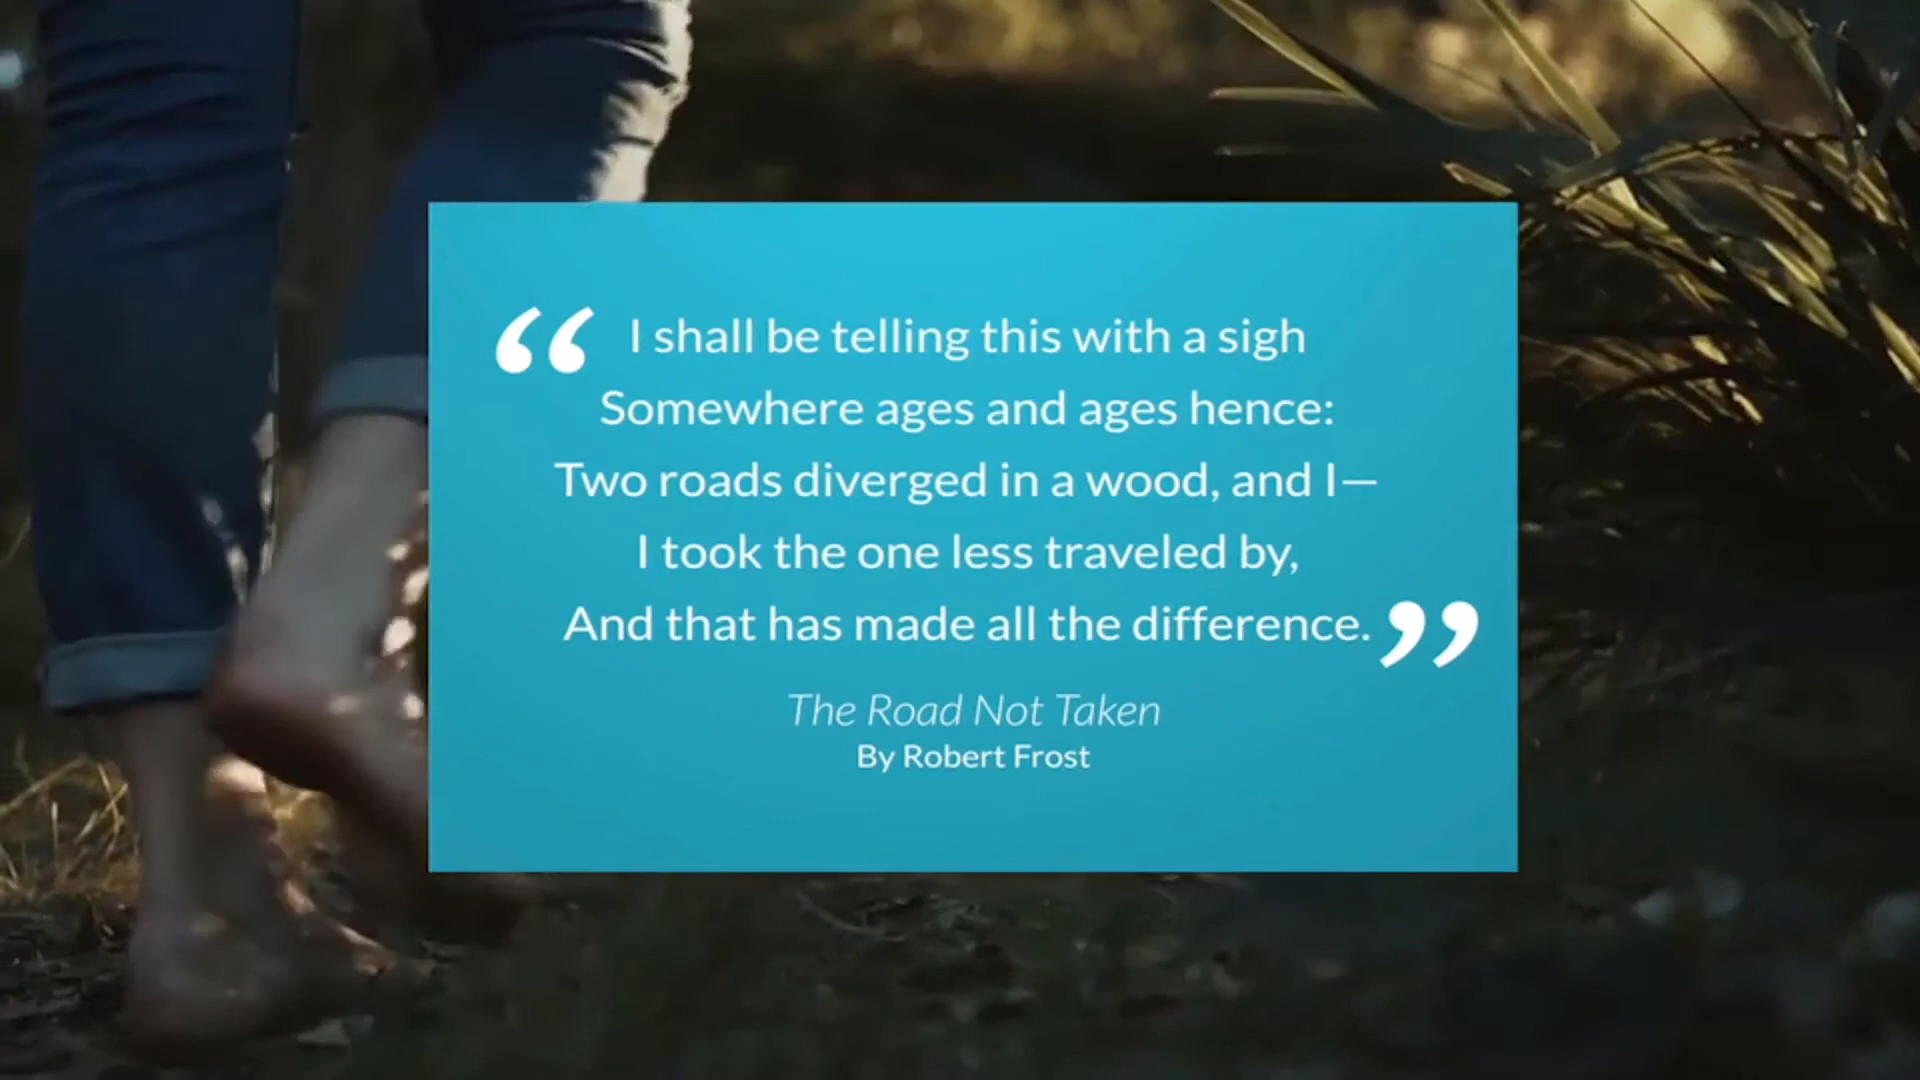 “I shall be telling this with a sigh
Somewhere ages and ages hence:
Two roads diverged in a wood, and I—
I took the one less traveled by,
And that has made all the difference.”
The Road Not Taken
By Robert Frost